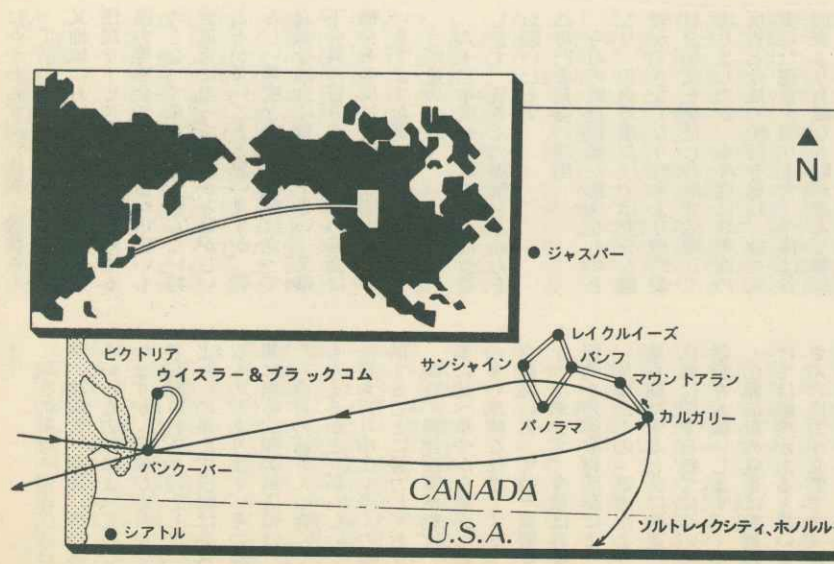 N
ジャスパー
レイクルイーズ
サンシャイン
バンフ
マウントアラン
カルガリー
パノラマ
ビクトリア
ウイスラー&ブラックコム
バンクーバー
CANADA
U.S.A.
シアトル
ソルトレイクシティ、ホノルル